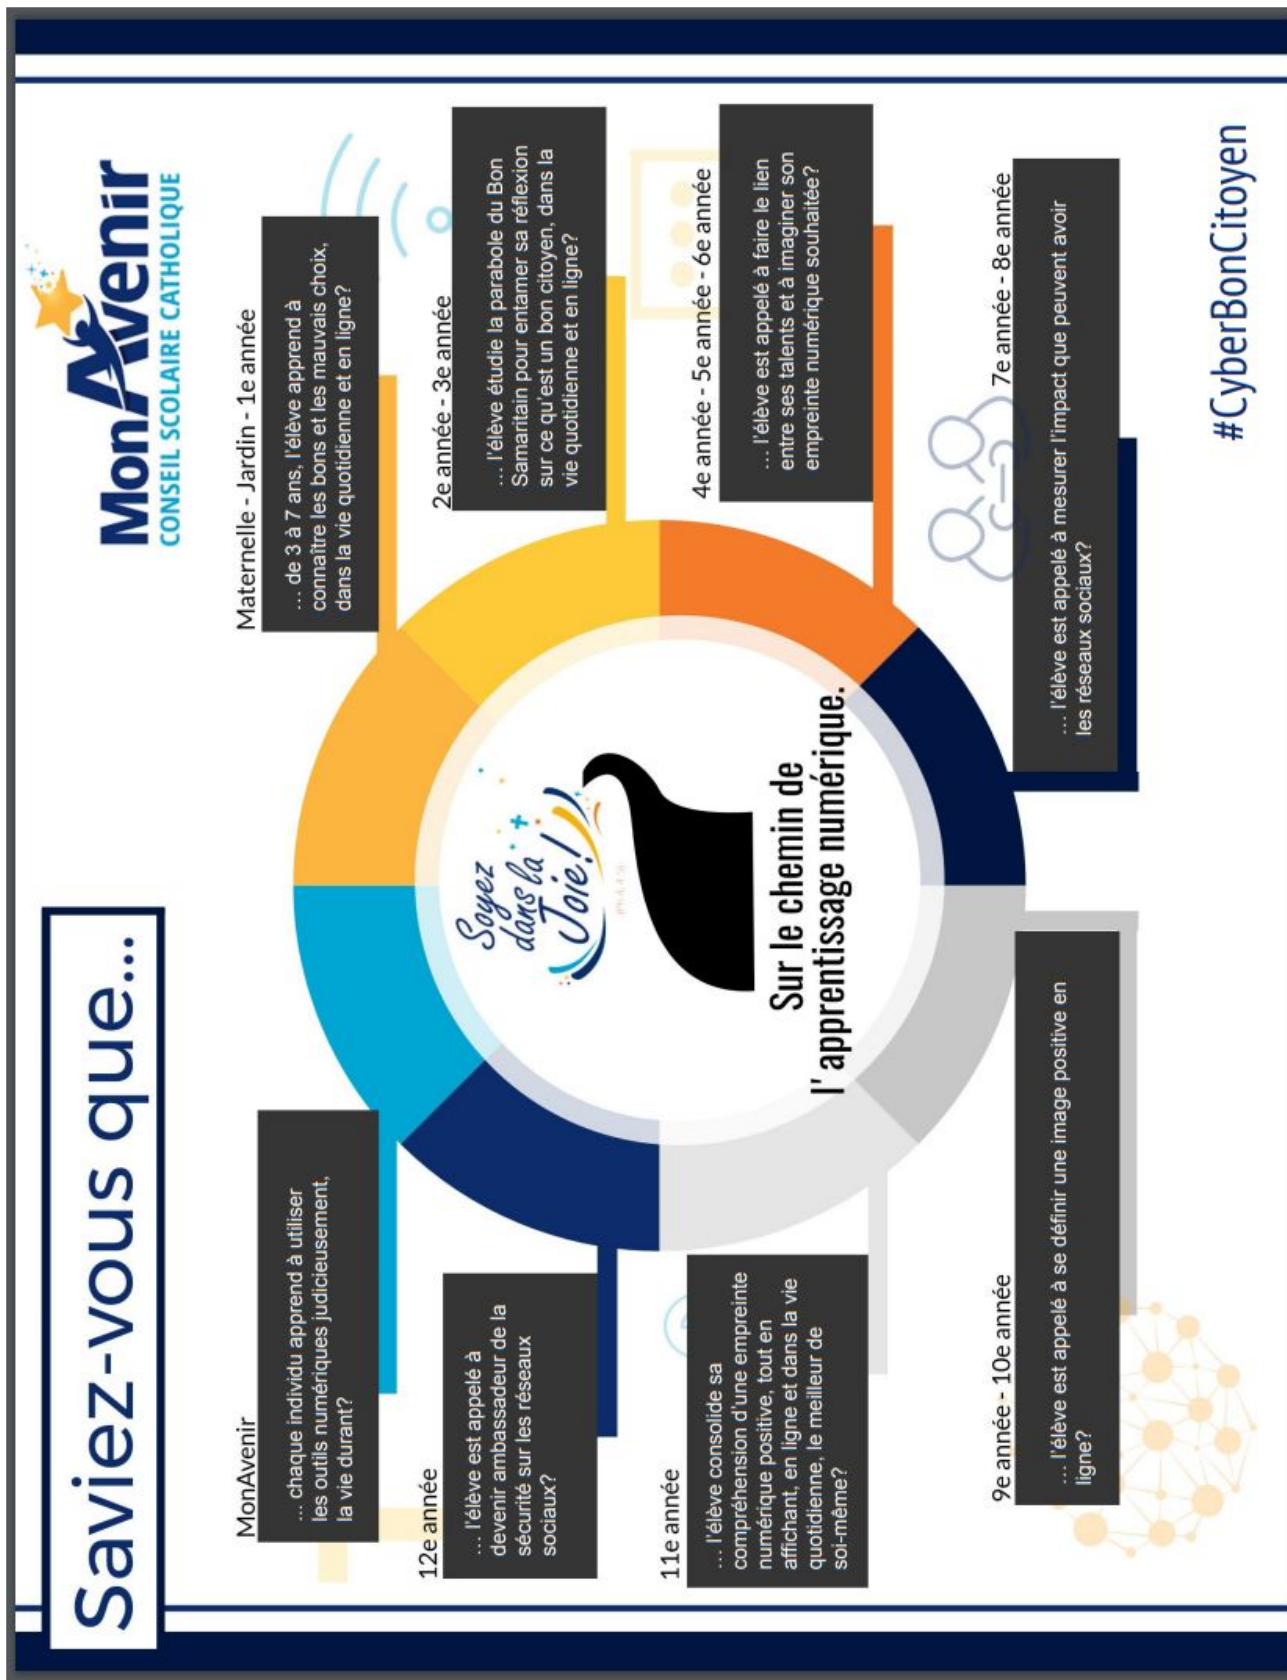 Saviez-vous que...
MonAvenir
CONSEIL SCOLAIRE CATHOLIQUE
Maternelle - Jardin - 1e année
... de 3 à 7 ans, l'élève apprend à
connaître les bons et les mauvais choix,
dans la vie quotidienne et en ligne?
2e année - 3e année
... l'élève étudie la parabole du Bon
Samaritain pour entamer sa réflexion
sur ce qu'est un bon citoyen, dans la
vie quotidienne et en ligne?
4e année - 5e année - 6e année
... l'élève est appelé à faire le lien
entre ses talents et à imaginer son
empreinte numérique souhaitée?
7e année - 8e année
... l'élève est appelé à mesurer l'impact que peuvent avoir
les réseaux sociaux?
9e année - 10e année
... l'élève est appelé à se définir une image positive en
ligne?
11e année
... l'élève consolide sa
compréhension d'une empreinte
numérique positive, tout en
affichant, en ligne et dans la vie
quotidienne, le meilleur de
soi-même?
12e année
... l'élève est appelé à
devenir ambassadeur de la
sécurité sur les réseaux
sociaux?
MonAvenir
... chaque individu apprend à utiliser
les outils numériques judicieusement,
la vie durant?
Soyez
dans la
Joie!
Sur le chemin de
l' apprentissage numérique.
#CyberBonCitoyen